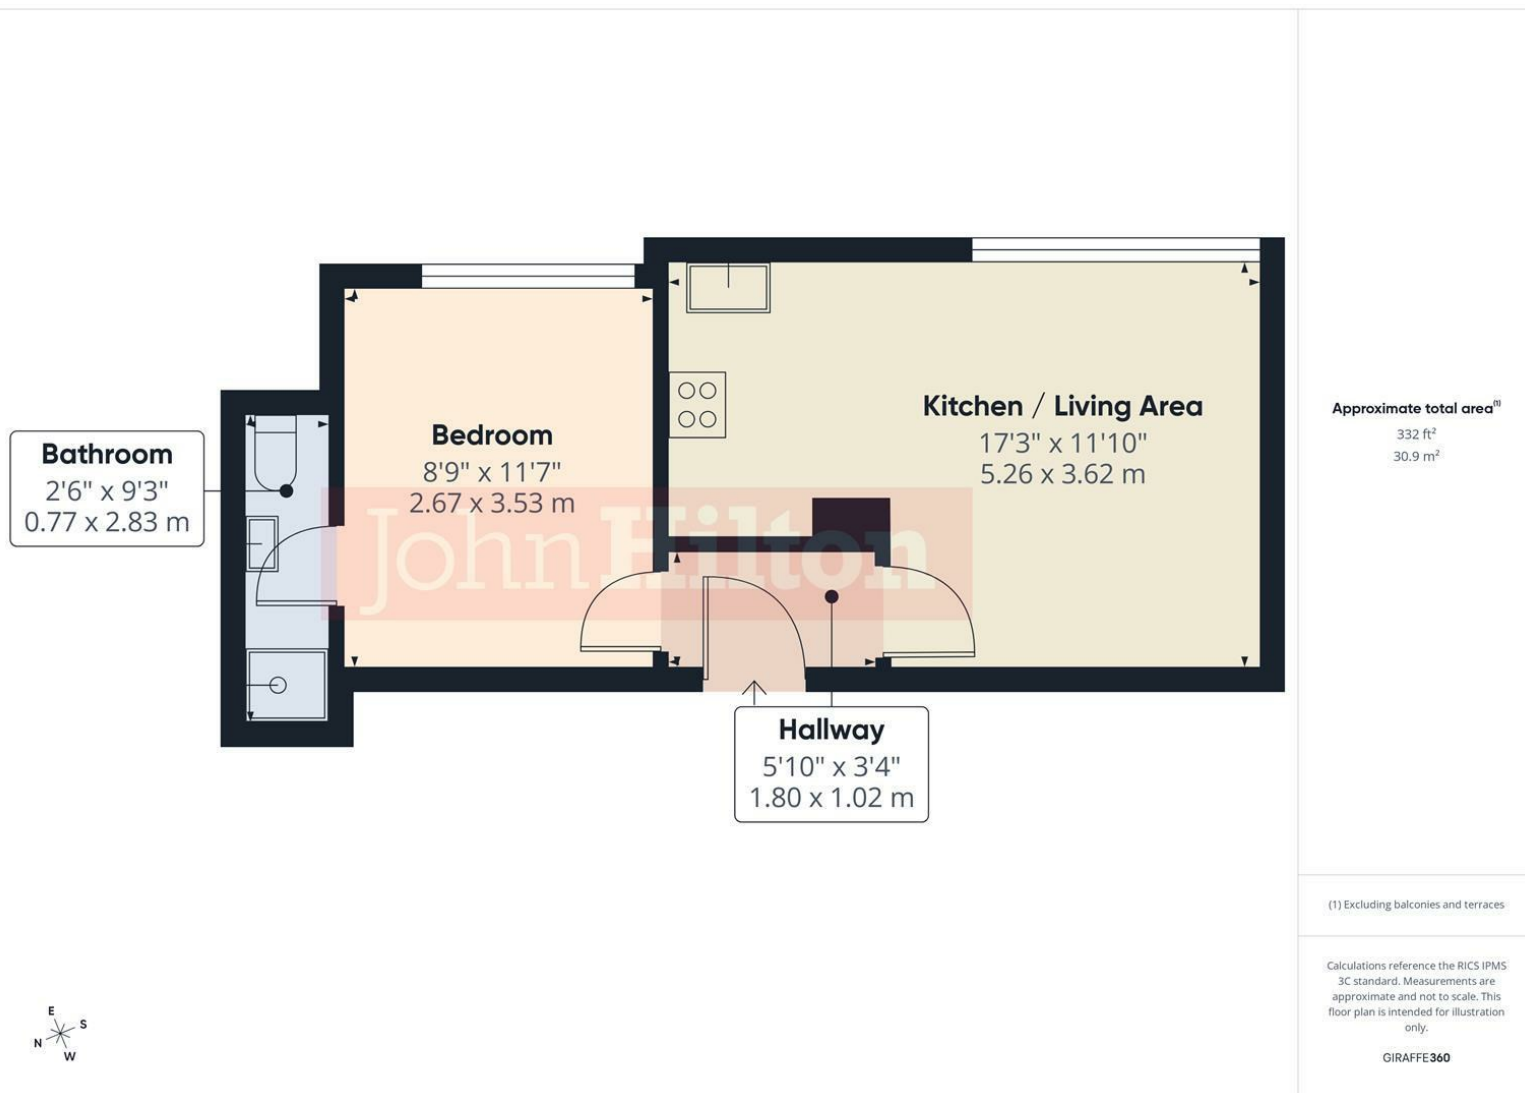 Bathroom
2'6" x 9'3"
0.77 x 2.83 m
Bedroom
8'9" x 11'7"
2.67 x 3.53 m
Kitchen / Living Area
17'3" x 11'10"
5.26 x 3.62 m
John Hilton
Hallway
5'10" x 3'4"
1.80 x 1.02 m
E
S
N
W
Approximate total area(1)
332 ft²
30.9 m²
(1) Excluding balconies and terraces
Calculations reference the RICS IPMS
3C standard. Measurements are
approximate and not to scale. This
floor plan is intended for illustration
only.
GIRAFFE360